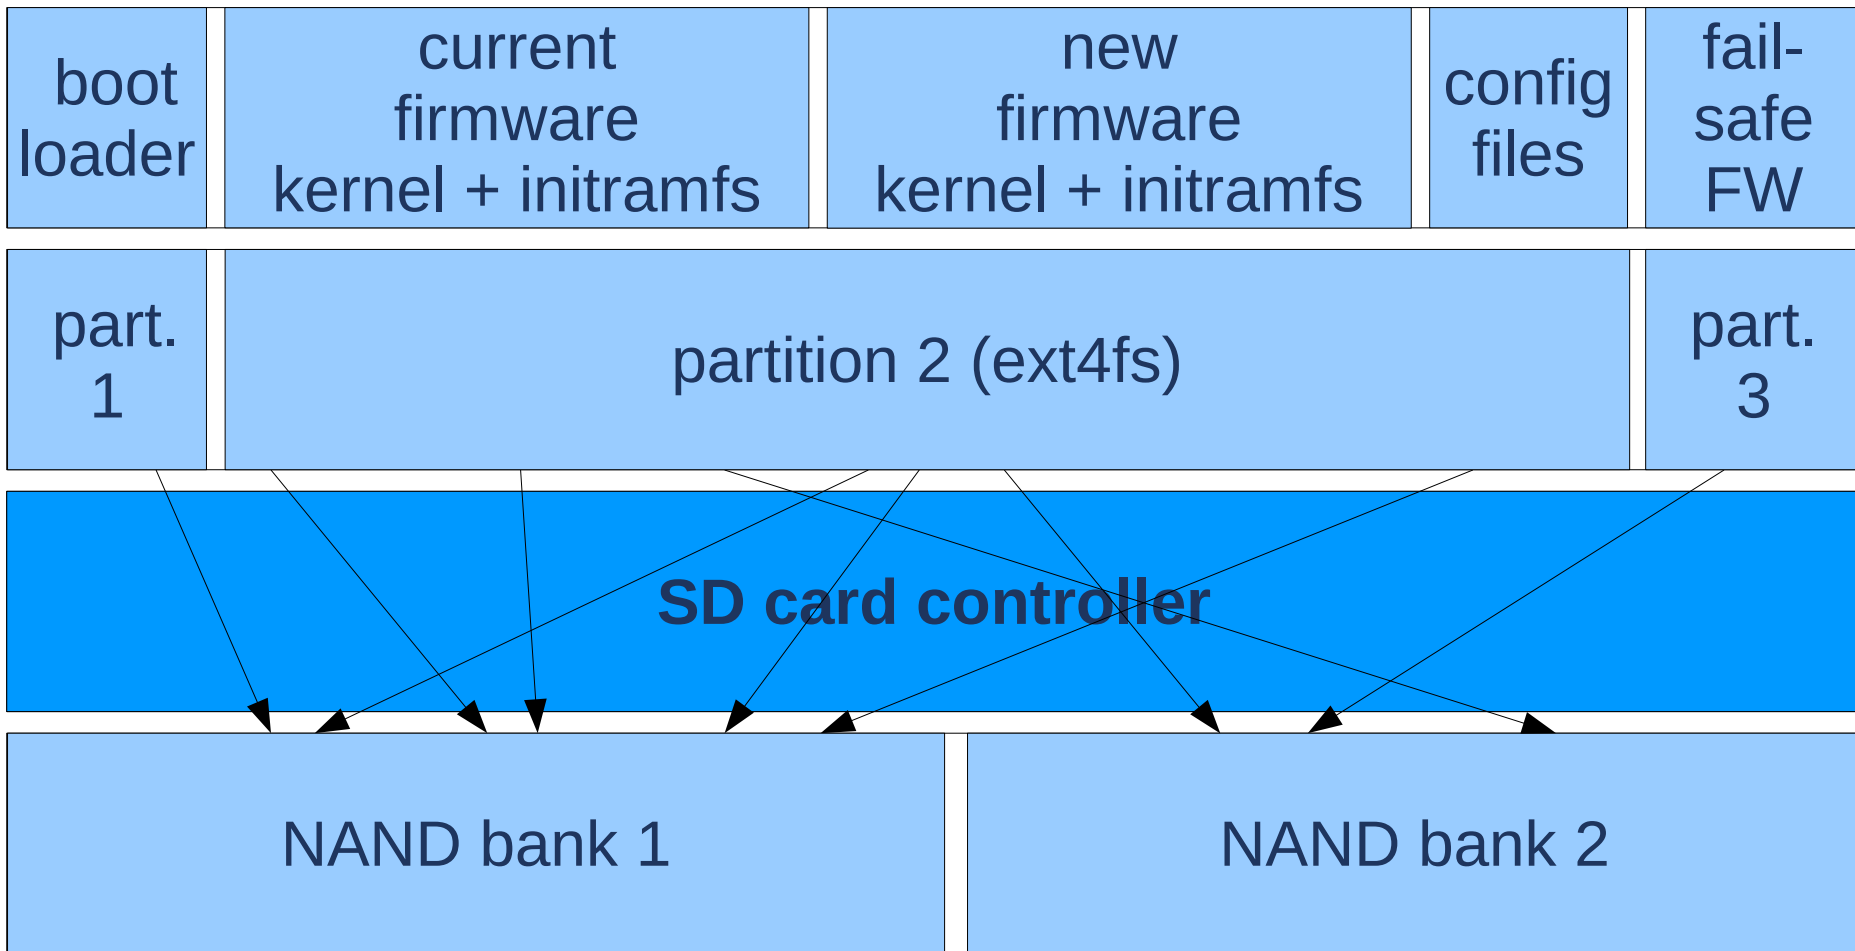 boot
loader
current
firmware
kernel + initramfs
new
firmware
kernel + initramfs
config
files
fail-
safe
FW
part.
1
partition 2 (ext4fs)
part.
3
SD card controller
NAND bank 1
NAND bank 2